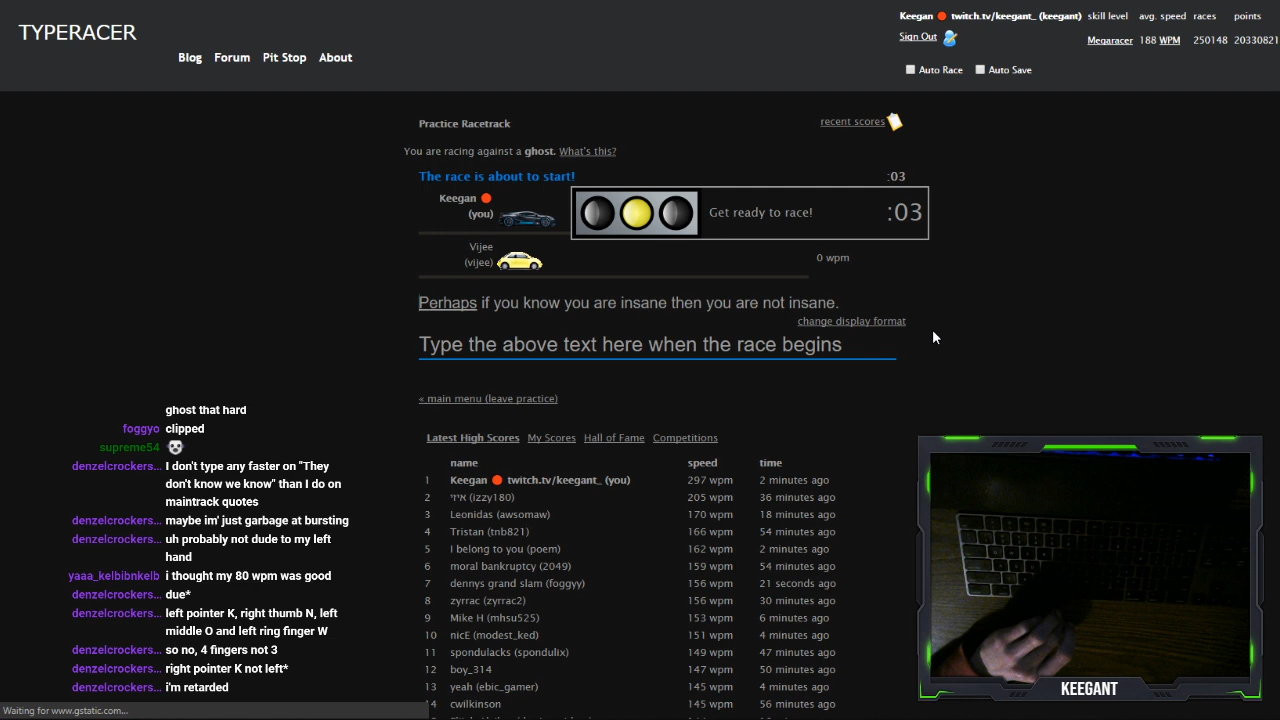 TYPERACER
Blog Forum Pit Stop About
Keegan twitch.tv/keegant_ (keegant) skill level avg. speed races points
Sign Out Megaracer 188 WPM 250148 20330821
Auto Race Auto Save
Practice Racetrack recent scores
You are racing against a ghost. What's this?
The race is about to start! :03
Keegan
(you)
Get ready to race! :03
Vijee
(vijee)
0 wpm
Perhaps if you know you are insane then you are not insane.
change display format
Type the above text here when the race begins
« main menu (leave practice)
Latest High Scores My Scores Hall of Fame Competitions
name speed time
1 Keegan twitch.tv/keegant_ (you) 297 wpm 2 minutes ago
2 איזי (izzy180) 205 wpm 36 minutes ago
3 Leonidas (awsomaw) 170 wpm 18 minutes ago
4 Tristan (tnb821) 166 wpm 54 minutes ago
5 I belong to you (poem) 162 wpm 2 minutes ago
6 moral bankruptcy (2049) 159 wpm 54 minutes ago
7 dennys grand slam (foggyy) 156 wpm 21 seconds ago
8 zyrrac (zyrrac2) 156 wpm 30 minutes ago
9 Mike H (mhsu525) 153 wpm 6 minutes ago
10 nicE (modest_ked) 151 wpm 4 minutes ago
11 spondulacks (spondulix) 149 wpm 47 minutes ago
12 boy_314 147 wpm 50 minutes ago
13 yeah (ebic_gamer) 145 wpm 4 minutes ago
14 cwilkinson 145 wpm 56 minutes ago
ghost that hard
foggyo clipped
supreme54
denzelcrockers... I don't type any faster on "They
don't know we know" than I do on
maintrack quotes
denzelcrockers... maybe im' just garbage at bursting
denzelcrockers... uh probably not dude to my left
hand
yaaa_kelbibnkelb i thought my 80 wpm was good
denzelcrockers... due*
denzelcrockers... left pointer K, right thumb N, left
middle O and left ring finger W
denzelcrockers... so no, 4 fingers not 3
denzelcrockers... right pointer K not left*
denzelcrockers... i'm retarded
Waiting for www.gstatic.com...
KEEGANT